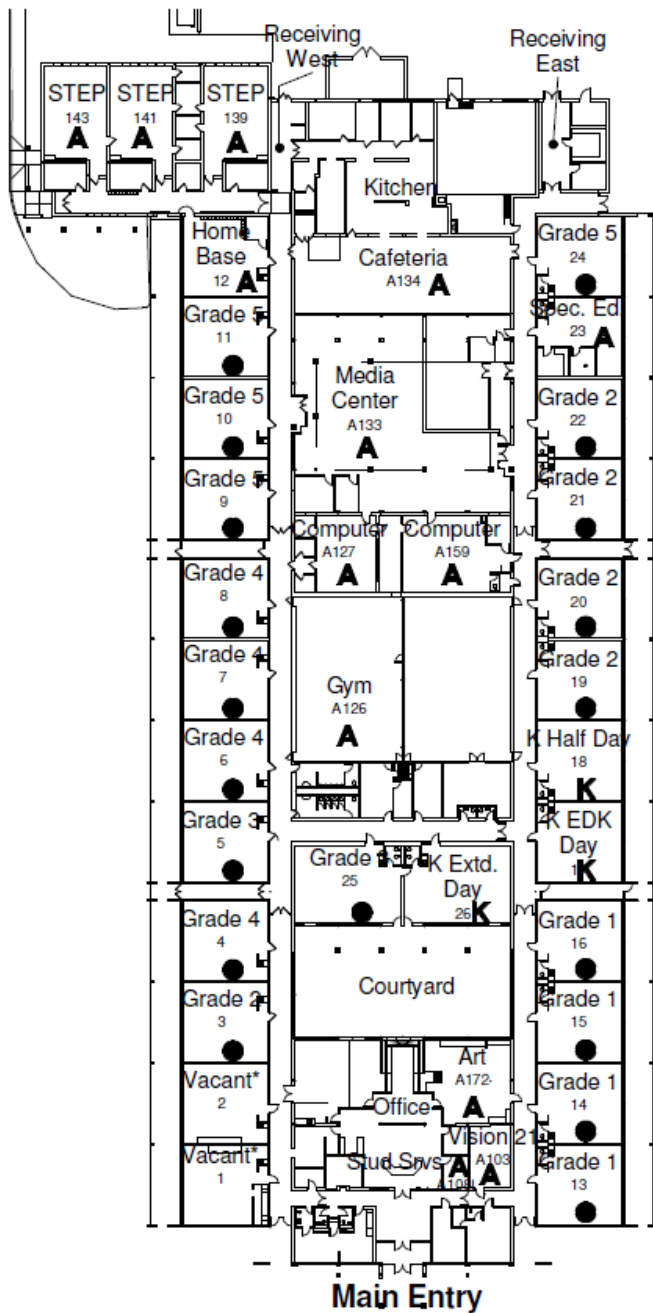 Receiving
West
Receiving
East
STEP
143
A
STEP
141
A
STEP
139
A
Kitchen
Home
Base
12 A
Cafeteria
A134 A
Grade 5
24
Grade 5
11
Spec. Ed.
23 A
Grade 5
10
Media
Center
A133
A
Grade 2
22
Grade 5
9
Grade 2
21
Computer
A127
A
Computer
A159
A
Grade 4
8
Grade 2
20
Grade 4
7
Gym
A126
A
Grade 2
19
Grade 4
6
K Half Day
18
K
Grade 3
5
K EDK
Day
K
Grade
25
K Extd.
Day
26 K
Grade 4
4
Grade 1
16
Courtyard
Grade 2
3
Grade 1
15
Art
A172
A
Vacant*
2
Office
Grade 1
14
Vision 21
A103
A
Stud Srvs
A
Vacant*
1
Grade 1
13
Main Entry